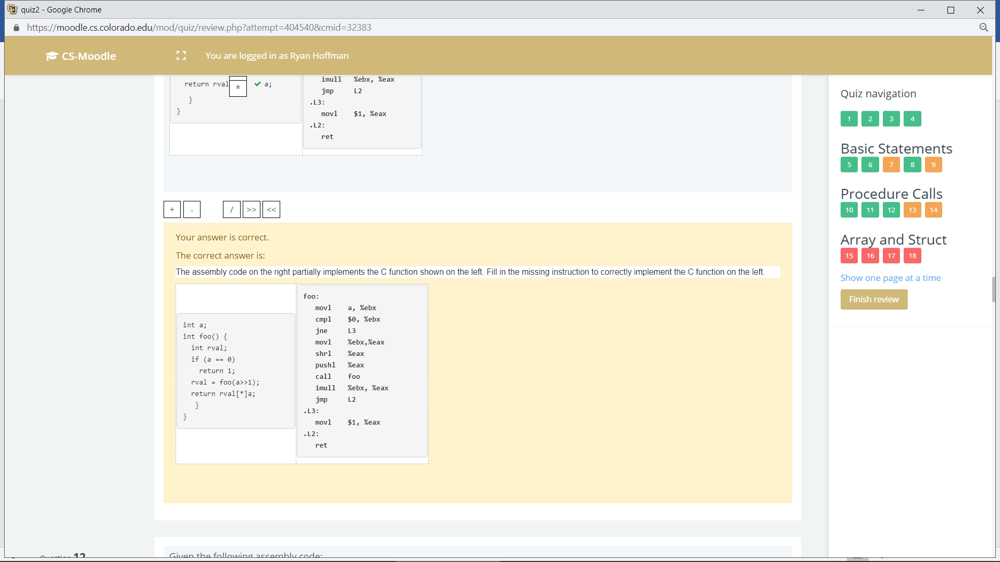 quiz2 - Google Chrome
https://moodle.cs.colorado.edu/mod/quiz/review.php?attempt=404540&cmid=32383
CS-Moodle
You are logged in as Ryan Hoffman
return rval * a;
}
}
imull %ebx, %eax
jmp L2
.L3:
movl $1, %eax
.L2:
ret
+ - / >> <<
Your answer is correct.
The correct answer is:
The assembly code on the right partially implements the C function shown on the left. Fill in the missing instruction to correctly implement the C function on the left.
int a;
int foo() {
int rval;
if (a == 0)
return 1;
rval = foo(a>>1);
return rval[*]a;
}
}
foo:
movl a, %ebx
cmpl $0, %ebx
jne L3
movl %ebx,%eax
shrl %eax
pushl %eax
call foo
imull %ebx, %eax
jmp L2
.L3:
movl $1, %eax
.L2:
ret
Question 12
Given the following assembly code:
Quiz navigation
1 2 3 4
Basic Statements
5 6 7 8 9
Procedure Calls
10 11 12 13 14
Array and Struct
15 16 17 18
Show one page at a time
Finish review